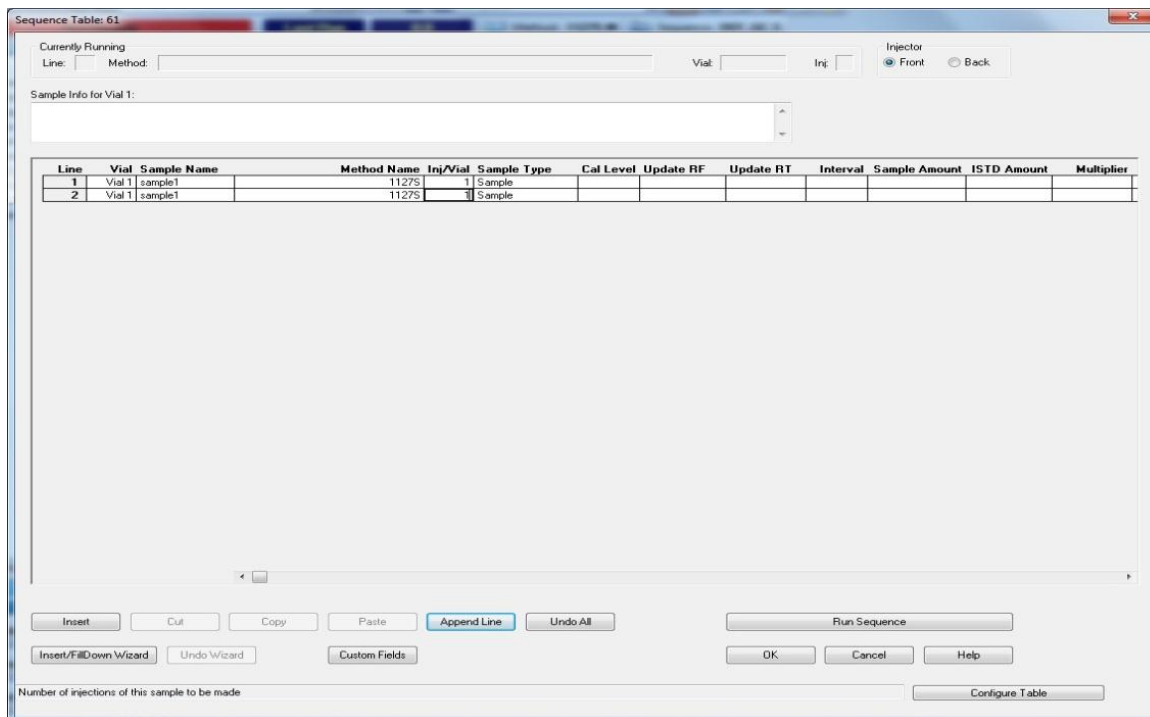 Sequence Table: 61
Currently Running
Line: Method: Vial: Inj:
Injector
Front Back
Sample Info for Vial 1:
Line Vial Sample Name Method Name Inj/Vial Sample Type Cal Level Update RF Update RT Interval Sample Amount ISTD Amount Multiplier
1 Vial 1 sample1 1127S 1 Sample
2 Vial 1 sample1 1127S 1 Sample
Insert Cut Copy Paste Append Line Undo All Run Sequence
Insert/FillDown Wizard Undo Wizard Custom Fields OK Cancel Help
Number of injections of this sample to be made Configure Table